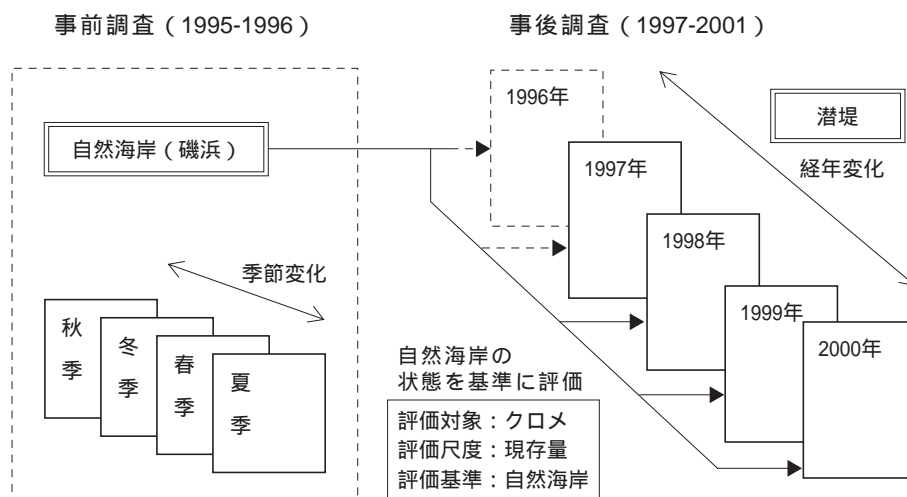 事前調査（1995-1996）
事後調査（1997-2001）
自然海岸（磯浜）
季節変化
秋季
冬季
春季
夏季
1996年
1997年
1998年
1999年
2000年
潜堤
経年変化
自然海岸の
状態を基準に評価
評価対象：クロメ
評価尺度：現存量
評価基準：自然海岸